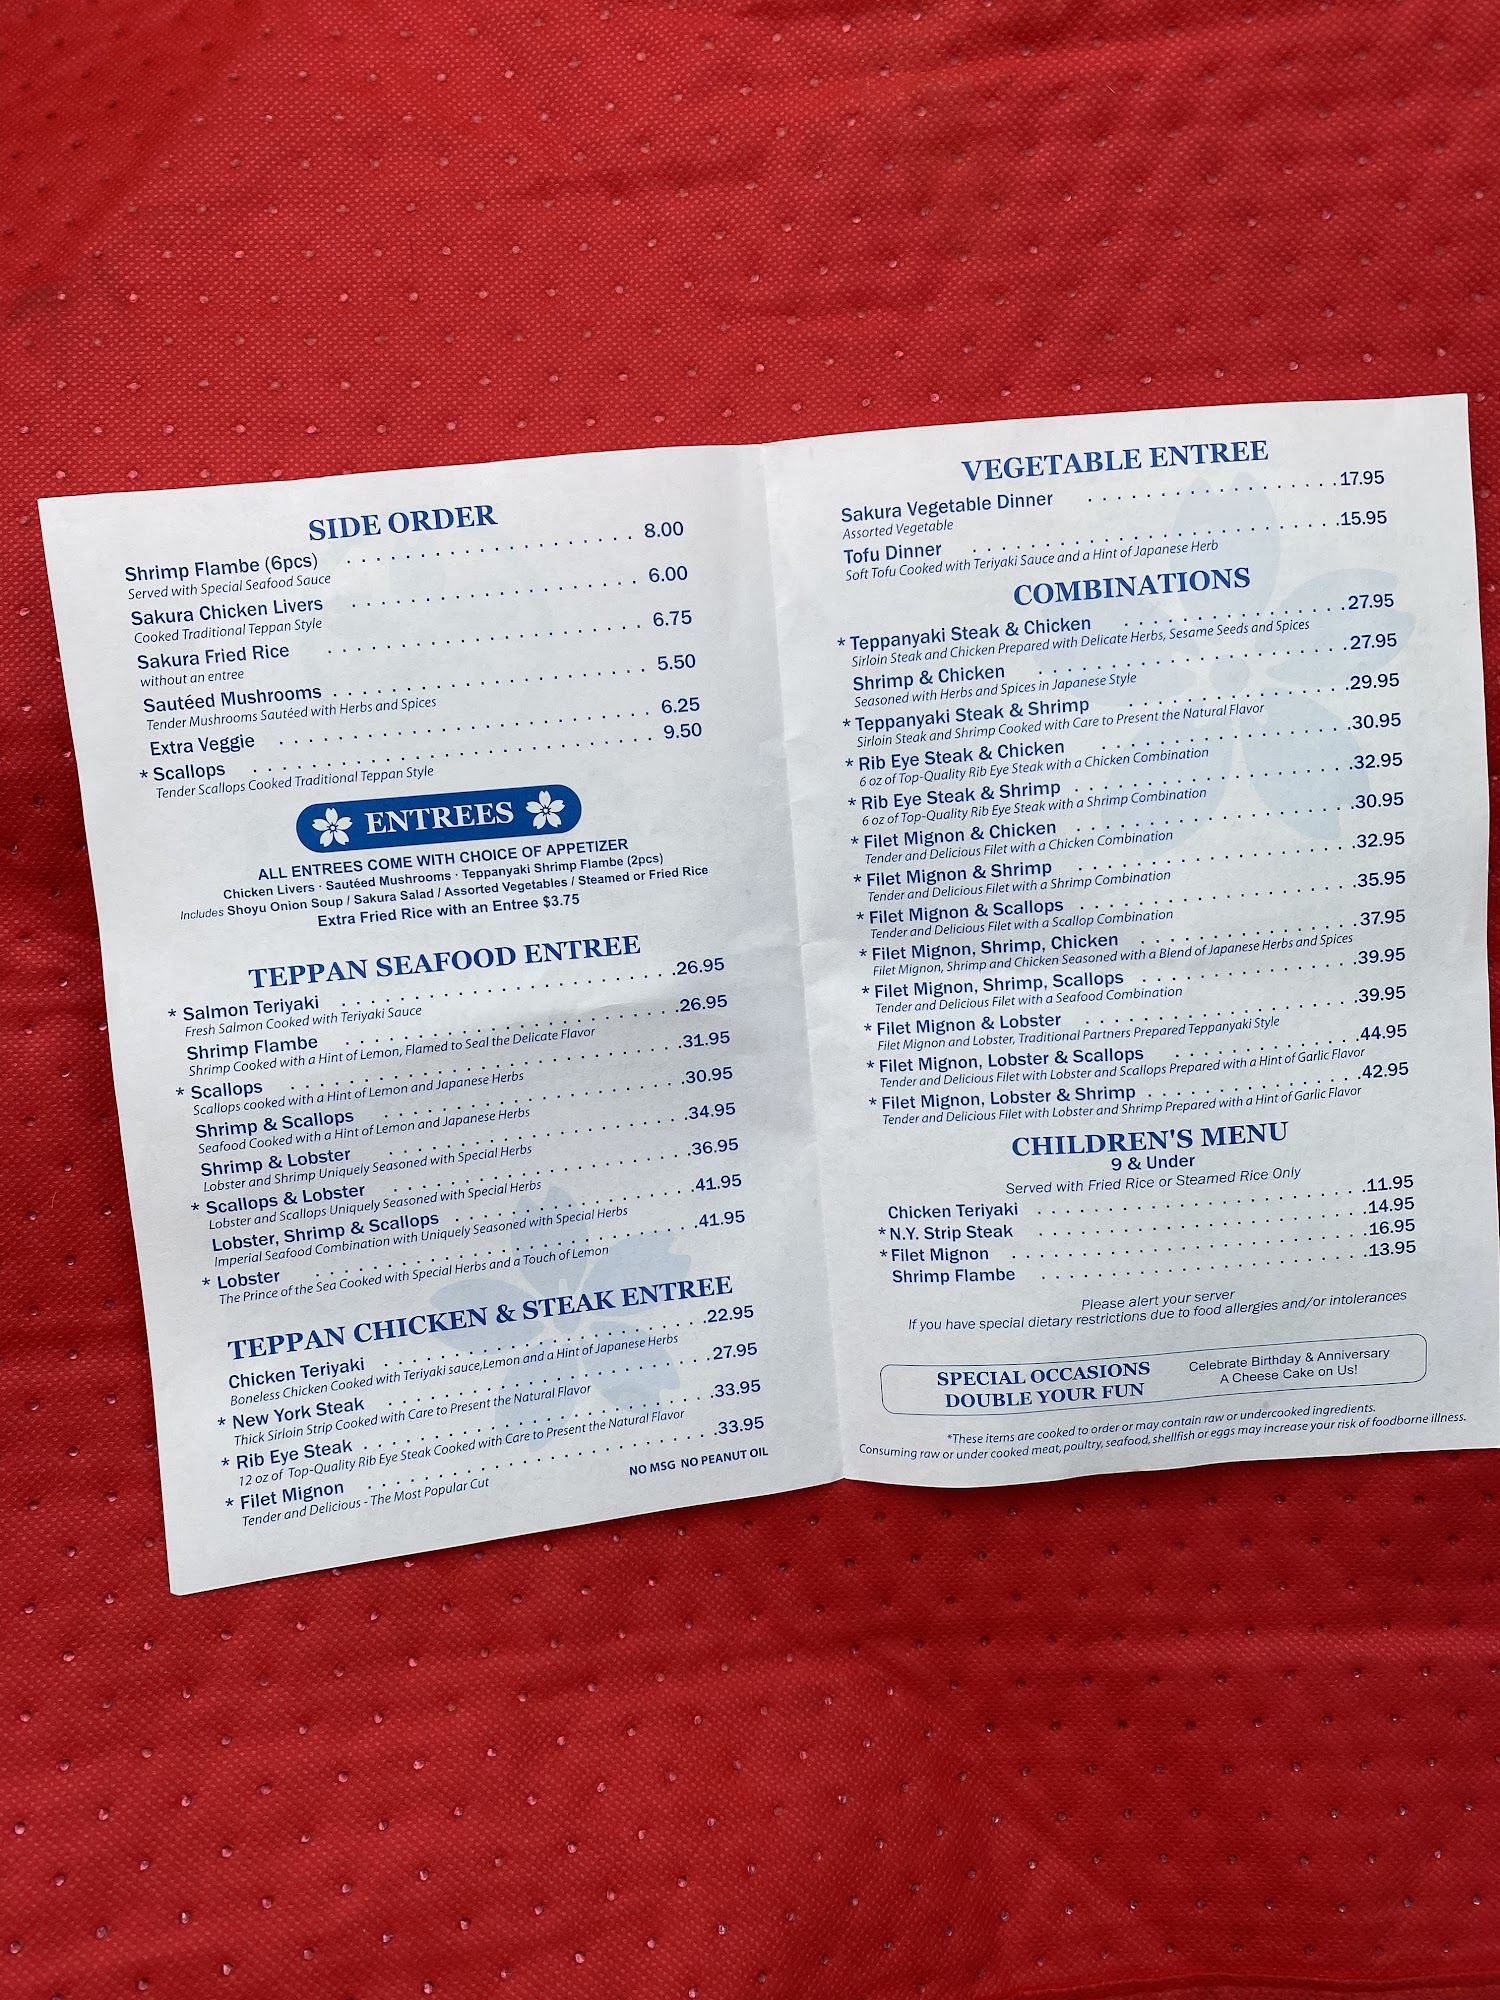 SIDE ORDER
Shrimp Flambe (6pcs) . . . . . . . . . . . . . . . . . . . . 8.00
Served with Special Seafood Sauce
Sakura Chicken Livers . . . . . . . . . . . . . . . . . . . . 6.00
Cooked Traditional Teppan Style
Sakura Fried Rice . . . . . . . . . . . . . . . . . . . . 6.75
without an entree
Sautéed Mushrooms . . . . . . . . . . . . . . . . . . . . 5.50
Tender Mushrooms Sautéed with Herbs and Spices
Extra Veggie . . . . . . . . . . . . . . . . . . . . 6.25
* Scallops . . . . . . . . . . . . . . . . . . . . 9.50
Tender Scallops Cooked Traditional Teppan Style
ENTREES
ALL ENTREES COME WITH CHOICE OF APPETIZER
Chicken Livers · Sautéed Mushrooms · Teppanyaki Shrimp Flambe (2pcs)
Includes Shoyu Onion Soup / Sakura Salad / Assorted Vegetables / Steamed or Fried Rice
Extra Fried Rice with an Entree $3.75
TEPPAN SEAFOOD ENTREE
* Salmon Teriyaki . . . . . . . . . . . . . . . . . . . . .26.95
Fresh Salmon Cooked with Teriyaki Sauce
Shrimp Flambe . . . . . . . . . . . . . . . . . . . . .26.95
Shrimp Cooked with a Hint of Lemon, Flamed to Seal the Delicate Flavor
* Scallops . . . . . . . . . . . . . . . . . . . . .31.95
Scallops cooked with a Hint of Lemon and Japanese Herbs
Shrimp & Scallops . . . . . . . . . . . . . . . . . . . . .30.95
Seafood Cooked with a Hint of Lemon and Japanese Herbs
Shrimp & Lobster . . . . . . . . . . . . . . . . . . . . .34.95
Lobster and Shrimp Uniquely Seasoned with Special Herbs
* Scallops & Lobster . . . . . . . . . . . . . . . . . . . . .36.95
Lobster and Scallops Uniquely Seasoned with Special Herbs
Lobster, Shrimp & Scallops . . . . . . . . . . . . . . . . .41.95
Imperial Seafood Combination with Uniquely Seasoned with Special Herbs
* Lobster . . . . . . . . . . . . . . . . . . . . .41.95
The Prince of the Sea Cooked with Special Herbs and a Touch of Lemon
TEPPAN CHICKEN & STEAK ENTREE
Chicken Teriyaki . . . . . . . . . . . . . . . . . . . . .22.95
Boneless Chicken Cooked with Teriyaki sauce,Lemon and a Hint of Japanese Herbs
* New York Steak . . . . . . . . . . . . . . . . . . . . .27.95
Thick Sirloin Strip Cooked with Care to Present the Natural Flavor
* Rib Eye Steak . . . . . . . . . . . . . . . . . . . . .33.95
12 oz of Top-Quality Rib Eye Steak Cooked with Care to Present the Natural Flavor
* Filet Mignon . . . . . . . . . . . . . . . . . . . . .33.95
Tender and Delicious - The Most Popular Cut
NO MSG NO PEANUT OIL
VEGETABLE ENTREE
Sakura Vegetable Dinner . . . . . . . . . . . . . . . . . .17.95
Assorted Vegetable
Tofu Dinner . . . . . . . . . . . . . . . . . . . . .15.95
Soft Tofu Cooked with Teriyaki Sauce and a Hint of Japanese Herb
COMBINATIONS
* Teppanyaki Steak & Chicken . . . . . . . . . . . . . . . .27.95
Sirloin Steak and Chicken Prepared with Delicate Herbs, Sesame Seeds and Spices
Shrimp & Chicken . . . . . . . . . . . . . . . . . . . . .27.95
Seasoned with Herbs and Spices in Japanese Style
* Teppanyaki Steak & Shrimp . . . . . . . . . . . . . . . .29.95
Sirloin Steak and Shrimp Cooked with Care to Present the Natural Flavor
* Rib Eye Steak & Chicken . . . . . . . . . . . . . . . . . .30.95
6 oz of Top-Quality Rib Eye Steak with a Chicken Combination
* Rib Eye Steak & Shrimp . . . . . . . . . . . . . . . . . . .32.95
6 oz of Top-Quality Rib Eye Steak with a Shrimp Combination
* Filet Mignon & Chicken . . . . . . . . . . . . . . . . . . .30.95
Tender and Delicious Filet with a Chicken Combination
* Filet Mignon & Shrimp . . . . . . . . . . . . . . . . . . .32.95
Tender and Delicious Filet with a Shrimp Combination
* Filet Mignon & Scallops . . . . . . . . . . . . . . . . . . .35.95
Tender and Delicious Filet with a Scallop Combination
* Filet Mignon, Shrimp, Chicken . . . . . . . . . . . . . . .37.95
Filet Mignon, Shrimp and Chicken Seasoned with a Blend of Japanese Herbs and Spices
* Filet Mignon, Shrimp, Scallops . . . . . . . . . . . . . . .39.95
Tender and Delicious Filet with a Seafood Combination
* Filet Mignon & Lobster . . . . . . . . . . . . . . . . . . .39.95
Filet Mignon and Lobster, Traditional Partners Prepared Teppanyaki Style
* Filet Mignon, Lobster & Scallops . . . . . . . . . . . . .44.95
Tender and Delicious Filet with Lobster and Scallops Prepared with a Hint of Garlic Flavor
* Filet Mignon, Lobster & Shrimp . . . . . . . . . . . . . . .42.95
Tender and Delicious Filet with Lobster and Shrimp Prepared with a Hint of Garlic Flavor
CHILDREN'S MENU
9 & Under
Served with Fried Rice or Steamed Rice Only
Chicken Teriyaki . . . . . . . . . . . . . . . . . . . . . . .11.95
* N.Y. Strip Steak . . . . . . . . . . . . . . . . . . . . . . .14.95
* Filet Mignon . . . . . . . . . . . . . . . . . . . . . . . .16.95
Shrimp Flambe . . . . . . . . . . . . . . . . . . . . . . .13.95
Please alert your server
If you have special dietary restrictions due to food allergies and/or intolerances
SPECIAL OCCASIONS
DOUBLE YOUR FUN
Celebrate Birthday & Anniversary
A Cheese Cake on Us!
*These items are cooked to order or may contain raw or undercooked ingredients.
Consuming raw or under cooked meat, poultry, seafood, shellfish or eggs may increase your risk of foodborne illness.